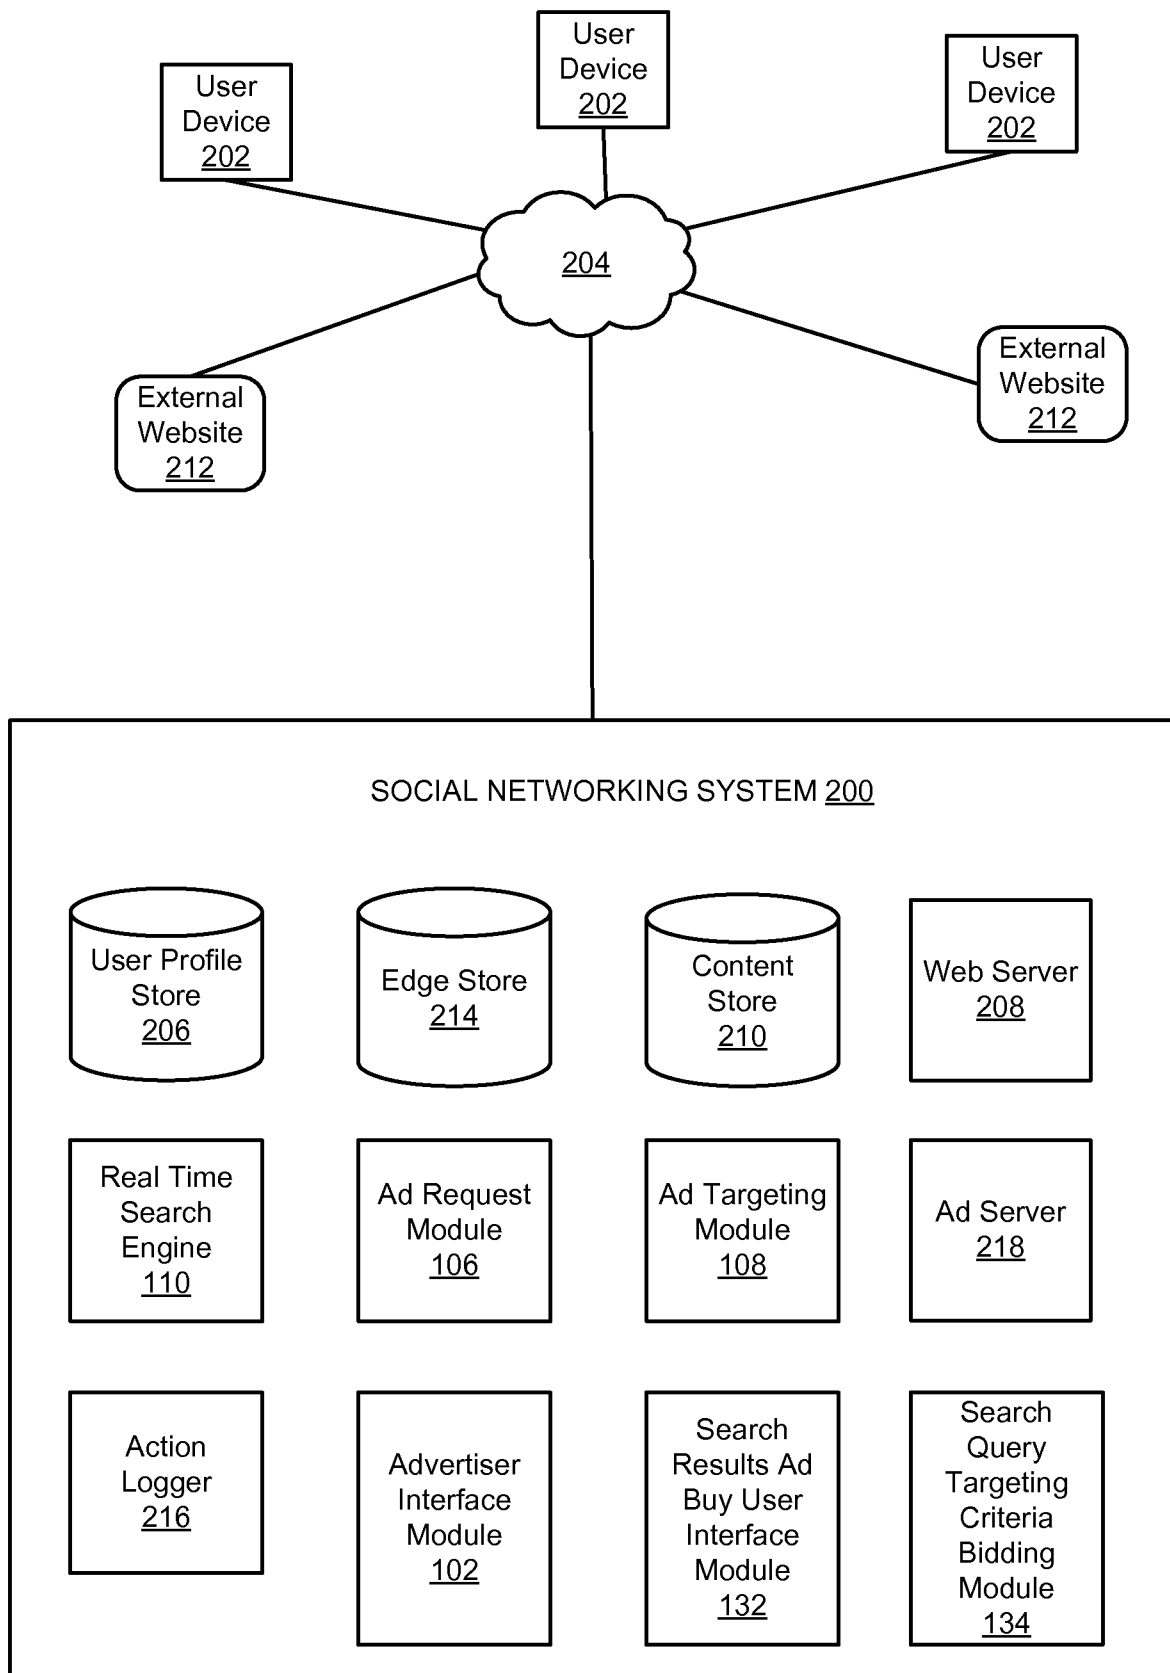 User
Device
202
User
Device
202
User
Device
202
204
External
Website
212
External
Website
212
SOCIAL NETWORKING SYSTEM 200
User Profile
Store
206
Edge Store
214
Content
Store
210
Web Server
208
Real Time
Search
Engine
110
Ad Request
Module
106
Ad Targeting
Module
108
Ad Server
218
Action
Logger
216
Advertiser
Interface
Module
102
Search
Results Ad
Buy User
Interface
Module
132
Search
Query
Targeting
Criteria
Bidding
Module
134